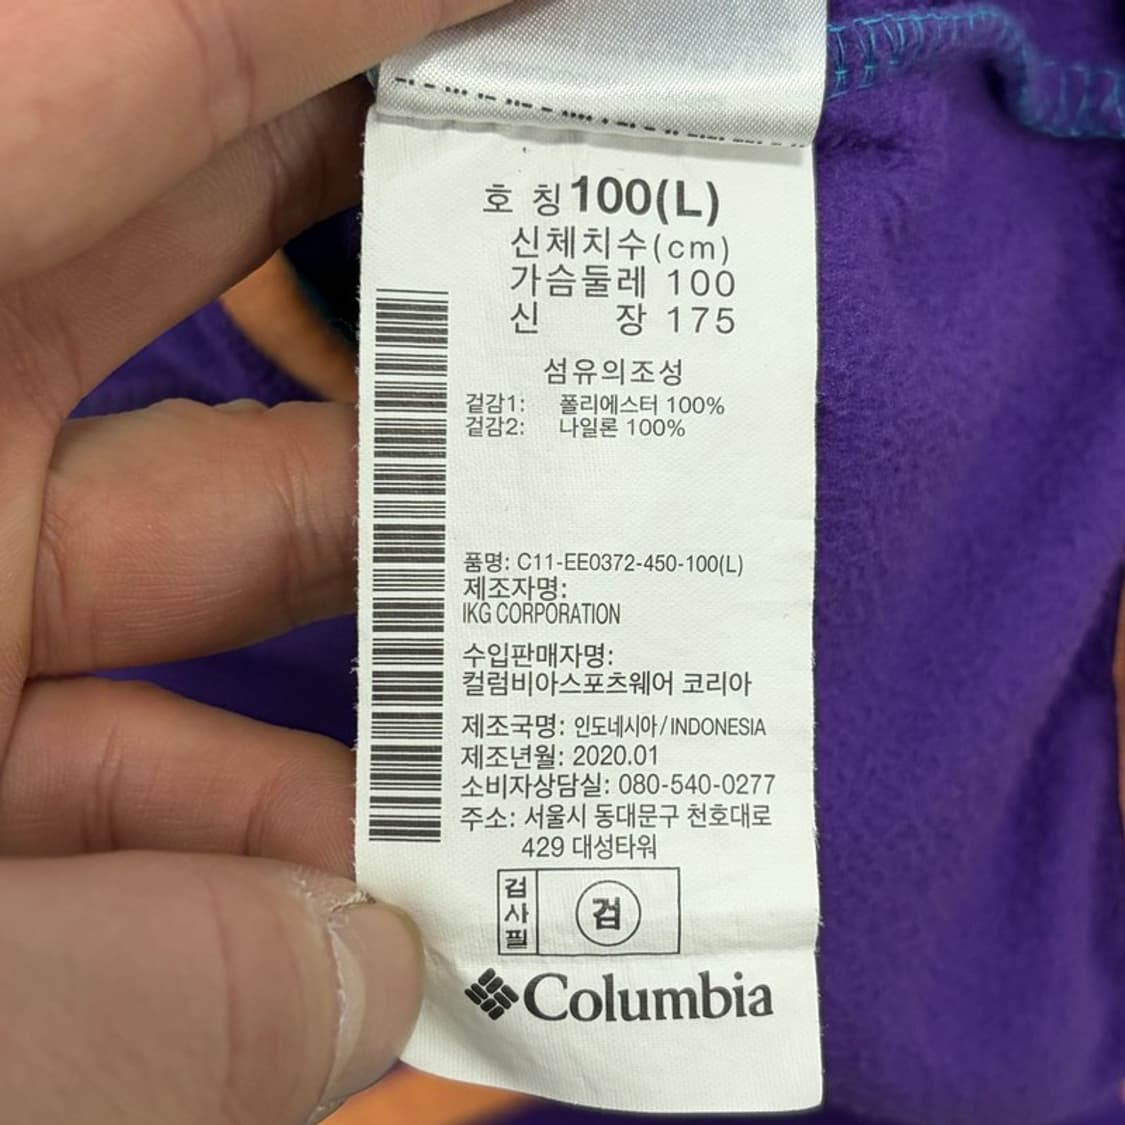 호 칭 100(L)
신체치수(cm)
가슴둘레 100
신 장 175
섬유의조성
겉감1: 폴리에스터 100%
겉감2: 나일론 100%
품명: C11-EE0372-450-100(L)
제조자명:
IKG CORPORATION
수입판매자명:
컬럼비아스포츠웨어 코리아
제조국명: 인도네시아/INDONESIA
제조년월: 2020.01
소비자상담실: 080-540-0277
주소: 서울시 동대문구 천호대로
429 대성타워
검사필 검
Columbia